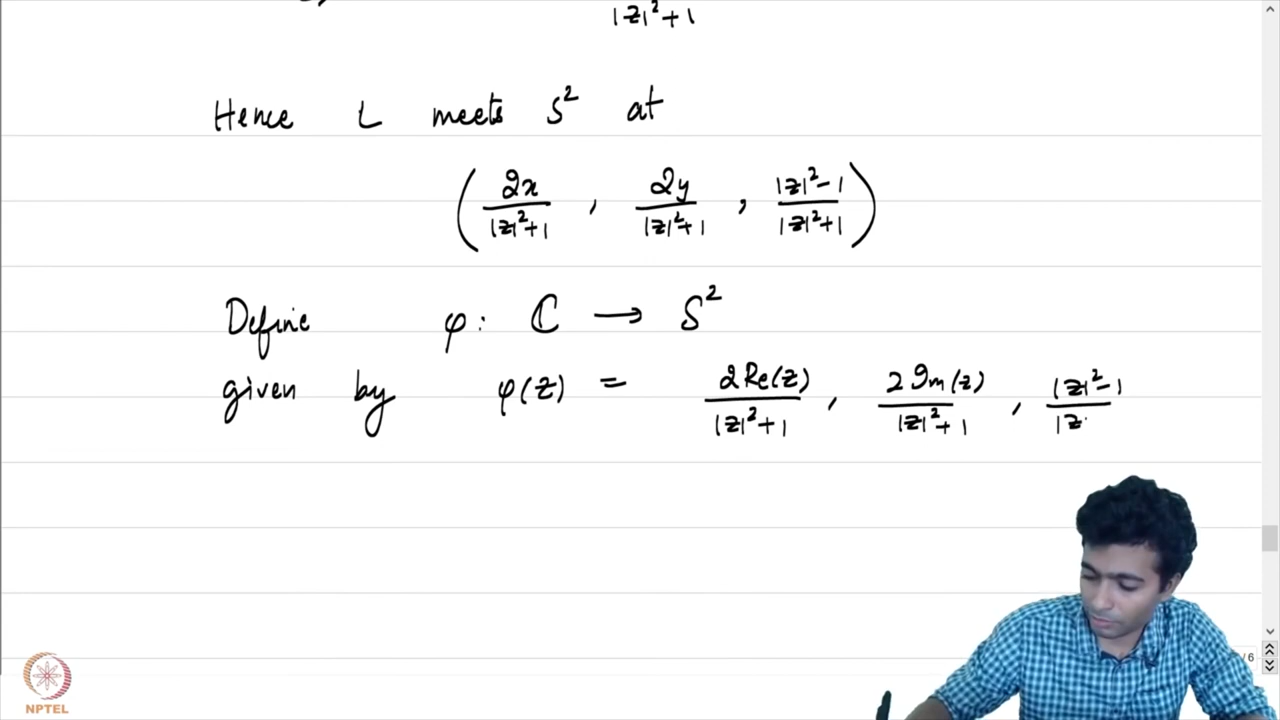 |z|²+1
Hence L meets S² at
( 2x/(|z|²+1) , 2y/(|z|²+1) , (|z|²-1)/(|z|²+1) )
Define φ: ℂ → S²
given by φ(z) = 2Re(z)/(|z|²+1) , 2Im(z)/(|z|²+1) , (|z|²-1)/|z
/6
NPTEL